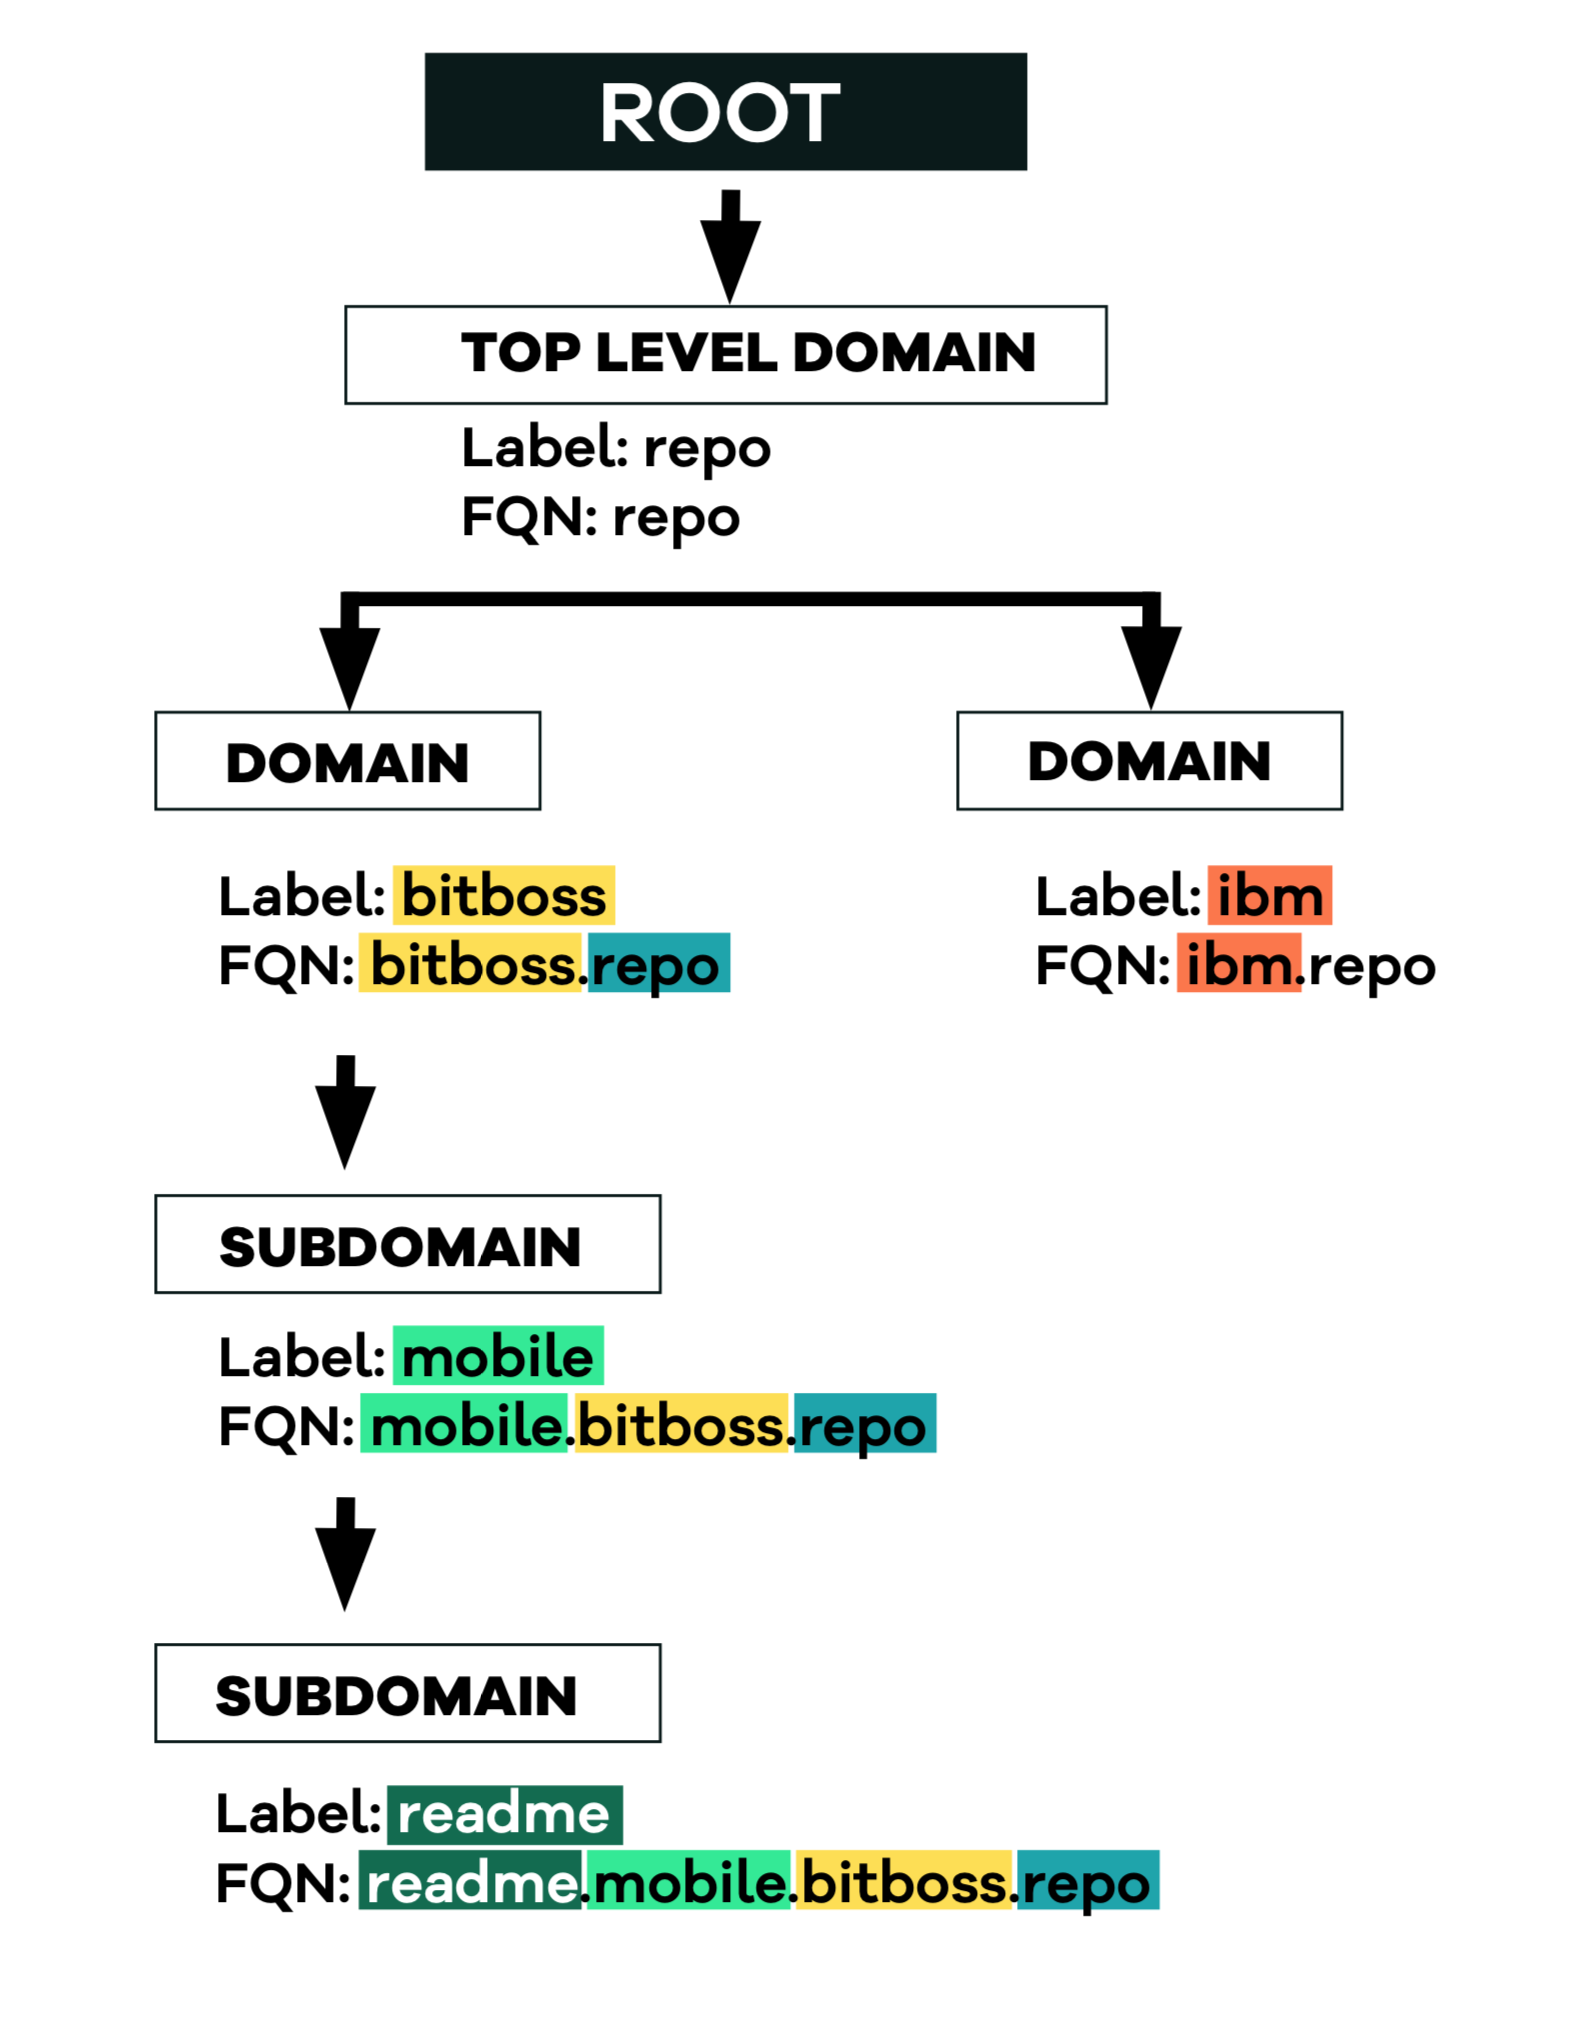 ROOT
TOP LEVEL DOMAIN
Label: repo
FQN: repo
DOMAIN
Label: bitboss
FQN: bitboss.repo
DOMAIN
Label: ibm
FQN: ibm.repo
SUBDOMAIN
Label: mobile
FQN: mobile.bitboss.repo
SUBDOMAIN
Label: readme
FQN: readme.mobile.bitboss.repo